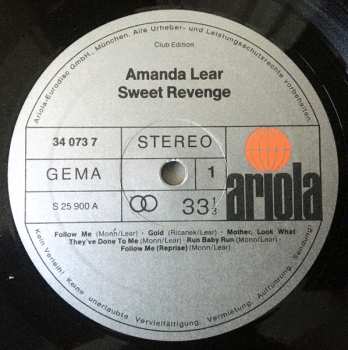 Ariola-Eurodisc GmbH, München. Alle Urheber- und Leistungsschutzrechte vorbehalten.
Club Edition
Amanda Lear
Sweet Revenge
34 073 7 STEREO
GEMA 1
S 25 900 A 33 1/3
ariola
Follow Me (Monn/Lear) · Gold (Ricanek/Lear) · Mother, Look What
They've Done To Me (Monn/Lear) · Run Baby Run (Monn/Lear)
Follow Me (Reprise) (Monn/Lear)
Kein Verleih! Keine unerlaubte Vervielfältigung, Vermietung, Aufführung, Sendung!